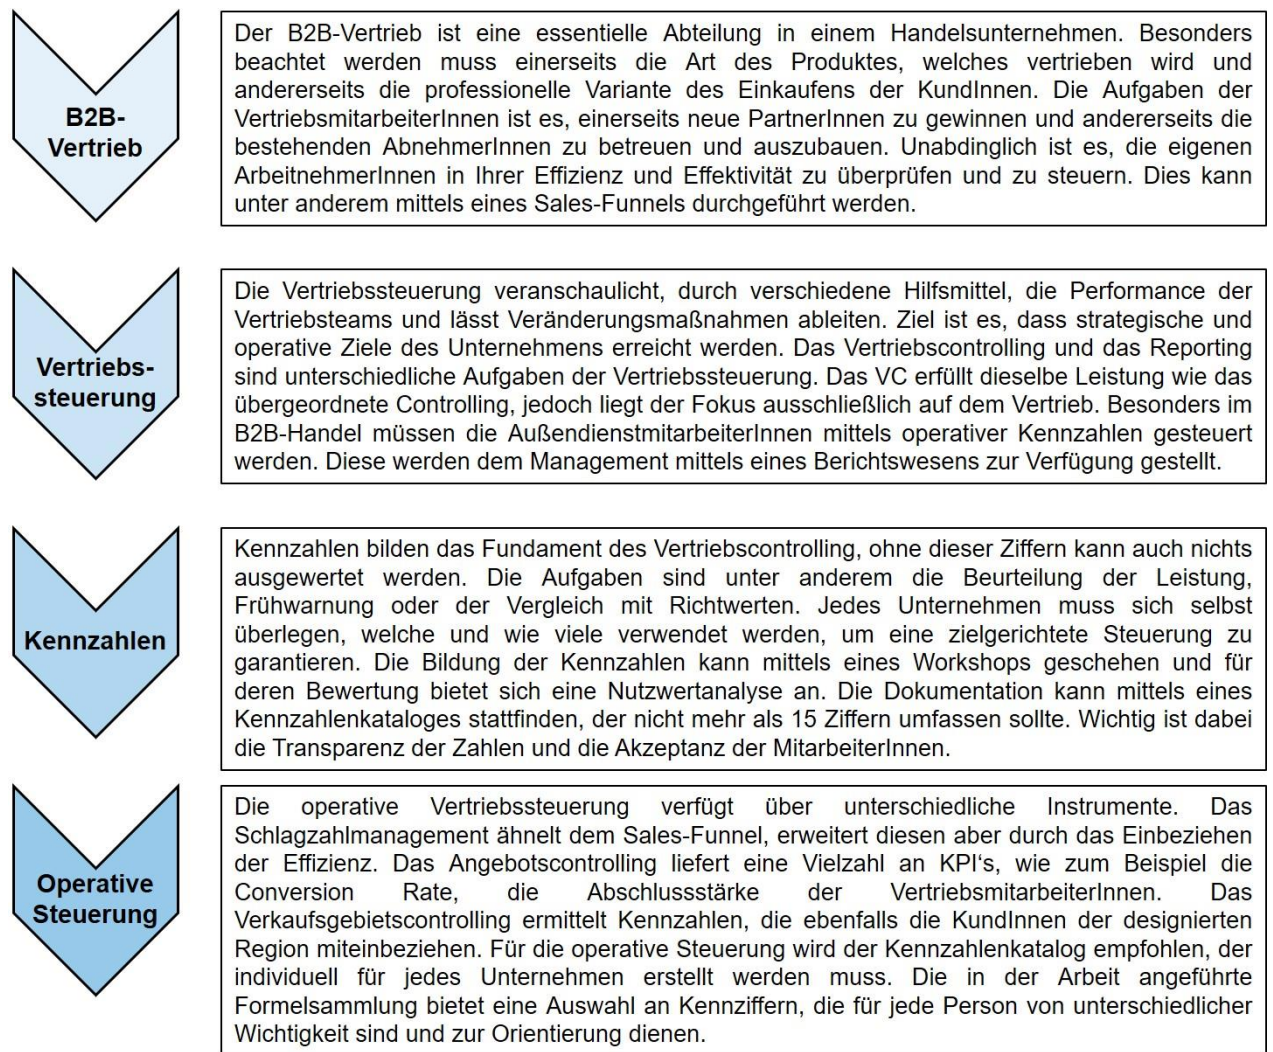 B2B-
Vertrieb
Der B2B-Vertrieb ist eine essentielle Abteilung in einem Handelsunternehmen. Besonders
beachtet werden muss einerseits die Art des Produktes, welches vertrieben wird und
andererseits die professionelle Variante des Einkaufens der KundInnen. Die Aufgaben der
VertriebsmitarbeiterInnen ist es, einerseits neue PartnerInnen zu gewinnen und andererseits die
bestehenden AbnehmerInnen zu betreuen und auszubauen. Unabdinglich ist es, die eigenen
ArbeitnehmerInnen in Ihrer Effizienz und Effektivität zu überprüfen und zu steuern. Dies kann
unter anderem mittels eines Sales-Funnels durchgeführt werden.
Vertriebs-
steuerung
Die Vertriebssteuerung veranschaulicht, durch verschiedene Hilfsmittel, die Performance der
Vertriebsteams und lässt Veränderungsmaßnahmen ableiten. Ziel ist es, dass strategische und
operative Ziele des Unternehmens erreicht werden. Das Vertriebscontrolling und das Reporting
sind unterschiedliche Aufgaben der Vertriebssteuerung. Das VC erfüllt dieselbe Leistung wie das
übergeordnete Controlling, jedoch liegt der Fokus ausschließlich auf dem Vertrieb. Besonders im
B2B-Handel müssen die AußendienstmitarbeiterInnen mittels operativer Kennzahlen gesteuert
werden. Diese werden dem Management mittels eines Berichtswesens zur Verfügung gestellt.
Kennzahlen
Kennzahlen bilden das Fundament des Vertriebscontrolling, ohne dieser Ziffern kann auch nichts
ausgewertet werden. Die Aufgaben sind unter anderem die Beurteilung der Leistung,
Frühwarnung oder der Vergleich mit Richtwerten. Jedes Unternehmen muss sich selbst
überlegen, welche und wie viele verwendet werden, um eine zielgerichtete Steuerung zu
garantieren. Die Bildung der Kennzahlen kann mittels eines Workshops geschehen und für
deren Bewertung bietet sich eine Nutzwertanalyse an. Die Dokumentation kann mittels eines
Kennzahlenkataloges stattfinden, der nicht mehr als 15 Ziffern umfassen sollte. Wichtig ist dabei
die Transparenz der Zahlen und die Akzeptanz der MitarbeiterInnen.
Operative
Steuerung
Die operative Vertriebssteuerung verfügt über unterschiedliche Instrumente. Das
Schlagzahlmanagement ähnelt dem Sales-Funnel, erweitert diesen aber durch das Einbeziehen
der Effizienz. Das Angebotscontrolling liefert eine Vielzahl an KPI‘s, wie zum Beispiel die
Conversion Rate, die Abschlussstärke der VertriebsmitarbeiterInnen. Das
Verkaufsgebietscontrolling ermittelt Kennzahlen, die ebenfalls die KundInnen der designierten
Region miteinbeziehen. Für die operative Steuerung wird der Kennzahlenkatalog empfohlen, der
individuell für jedes Unternehmen erstellt werden muss. Die in der Arbeit angeführte
Formelsammlung bietet eine Auswahl an Kennziffern, die für jede Person von unterschiedlicher
Wichtigkeit sind und zur Orientierung dienen.